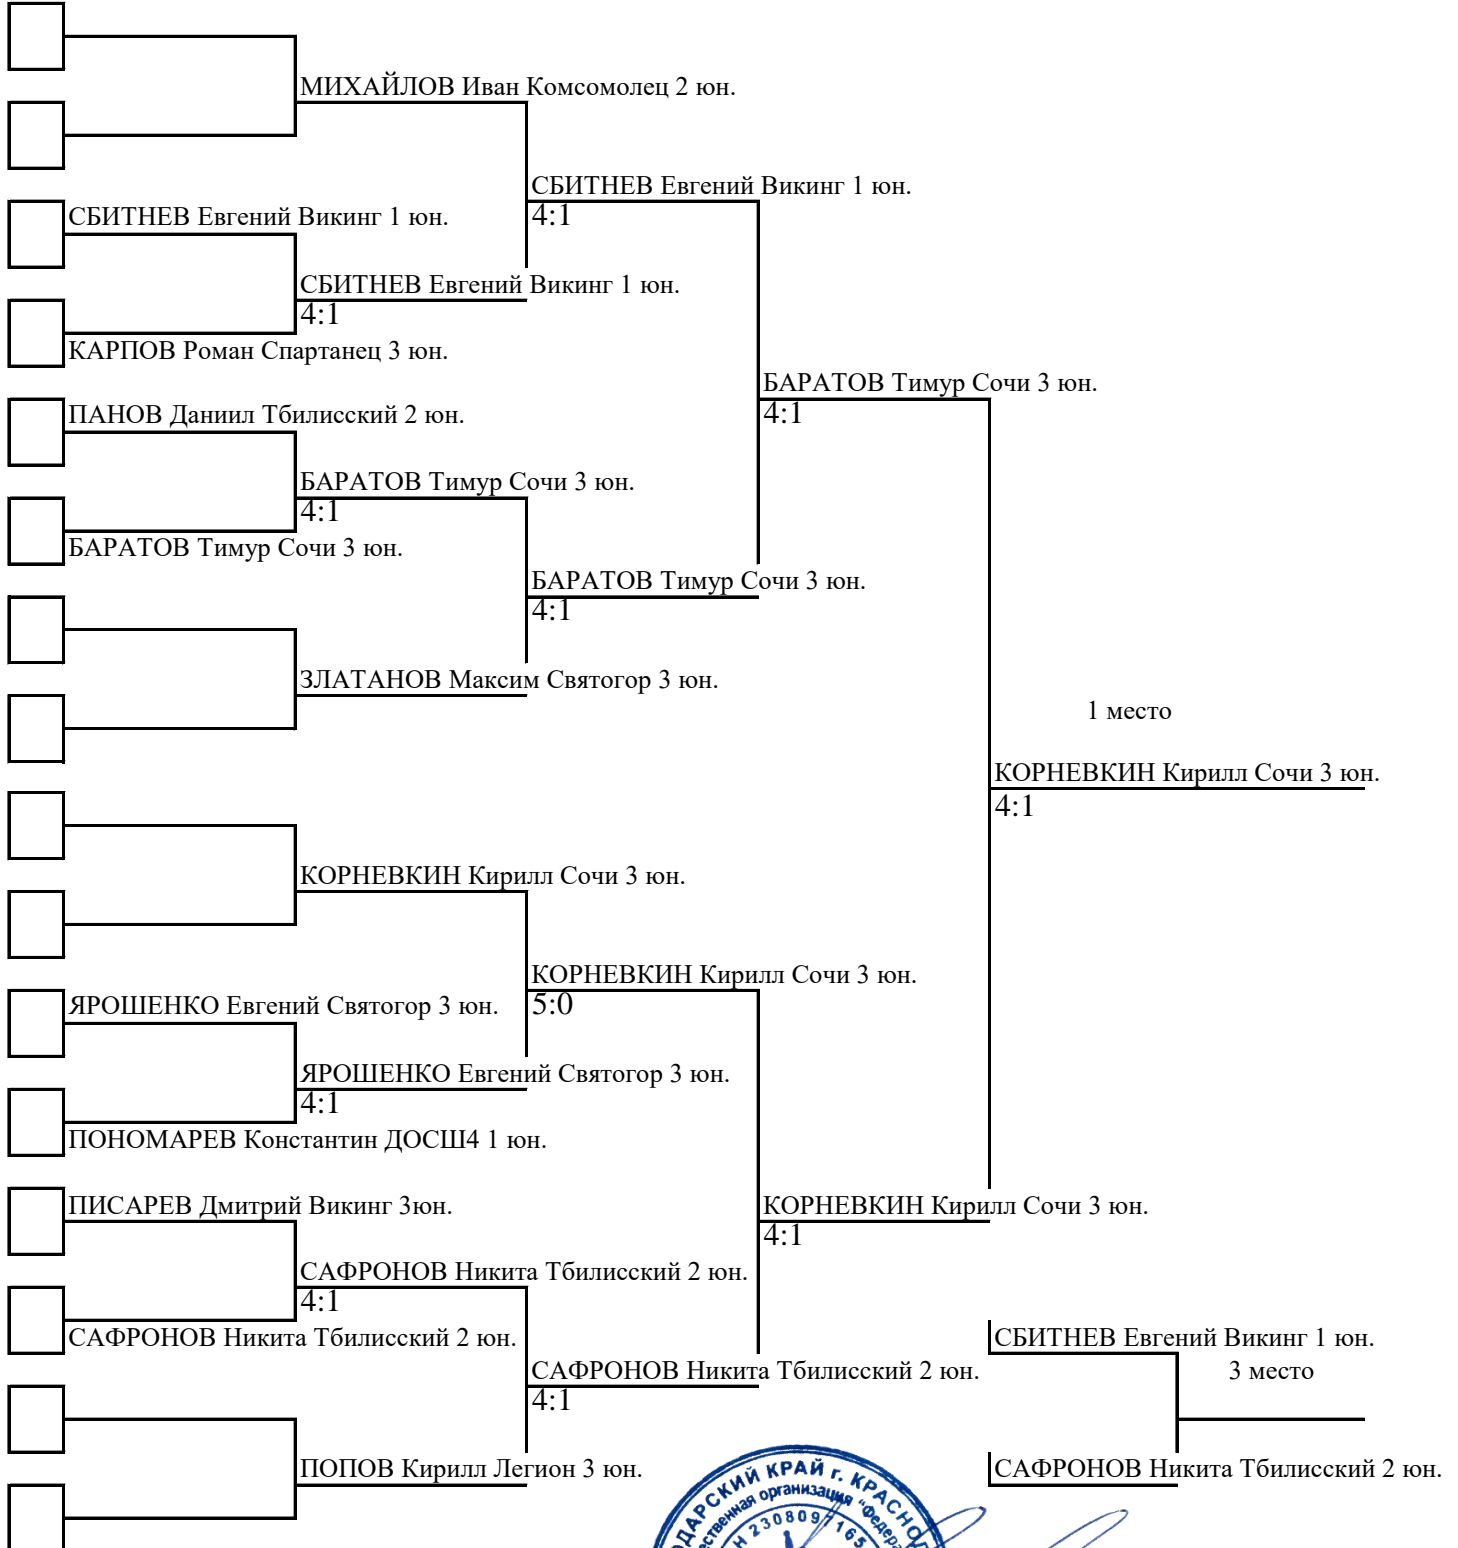 МИХАЙЛОВ Иван Комсомолец 2 юн.
СБИТНЕВ Евгений Викинг 1 юн.
4:1
СБИТНЕВ Евгений Викинг 1 юн.
СБИТНЕВ Евгений Викинг 1 юн.
4:1
КАРПОВ Роман Спартанец 3 юн.
БАРАТОВ Тимур Сочи 3 юн.
4:1
ПАНОВ Даниил Тбилисский 2 юн.
БАРАТОВ Тимур Сочи 3 юн.
4:1
БАРАТОВ Тимур Сочи 3 юн.
БАРАТОВ Тимур Сочи 3 юн.
4:1
ЗЛАТАНОВ Максим Святогор 3 юн.
1 место
КОРНЕВКИН Кирилл Сочи 3 юн.
4:1
КОРНЕВКИН Кирилл Сочи 3 юн.
КОРНЕВКИН Кирилл Сочи 3 юн.
5:0
ЯРОШЕНКО Евгений Святогор 3 юн.
ЯРОШЕНКО Евгений Святогор 3 юн.
4:1
ПОНОМАРЕВ Константин ДОСШ4 1 юн.
ПИСАРЕВ Дмитрий Викинг 3юн.
КОРНЕВКИН Кирилл Сочи 3 юн.
4:1
САФРОНОВ Никита Тбилисский 2 юн.
4:1
САФРОНОВ Никита Тбилисский 2 юн.
СБИТНЕВ Евгений Викинг 1 юн.
3 место
САФРОНОВ Никита Тбилисский 2 юн.
4:1
ПОПОВ Кирилл Легион 3 юн.
САФРОНОВ Никита Тбилисский 2 юн.
ОДАРСКИЙ КРАЙ г. КРАСНОД
ественная организация "Федера
Н 2308097165